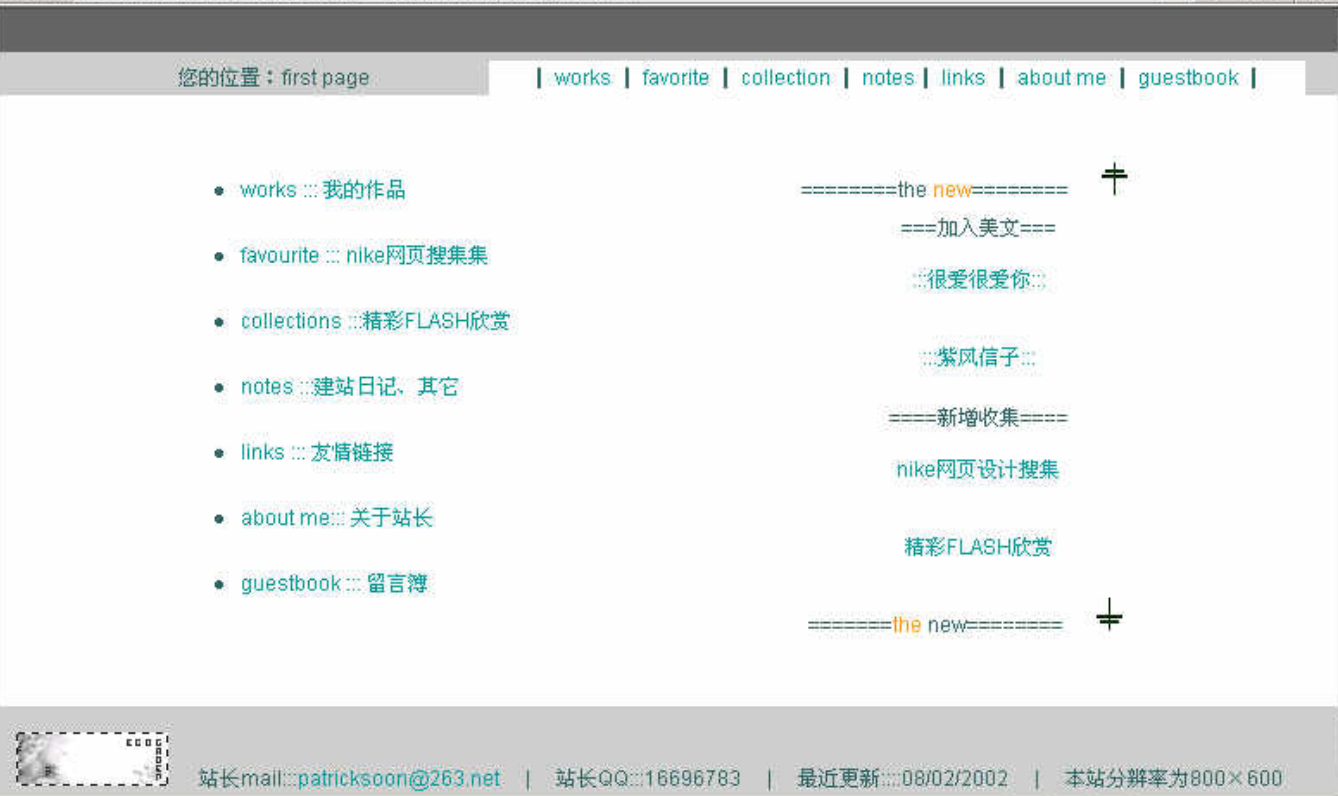 您的位置：first page
| works | favorite | collection | notes | links | about me | guestbook |
works ::: 我的作品
favourite ::: nike网页搜集集
collections :::精彩FLASH欣赏
notes :::建站日记、其它
links ::: 友情链接
about me::: 关于站长
guestbook ::: 留言簿
========the new========
===加入美文===
:::很爱很爱你:::
:::紫风信子:::
====新增收集====
nike网页设计搜集
精彩FLASH欣赏
=======the new========
站长mail:::patricksoon@263.net | 站长QQ:::16696783 | 最近更新::::08/02/2002 | 本站分辨率为800×600